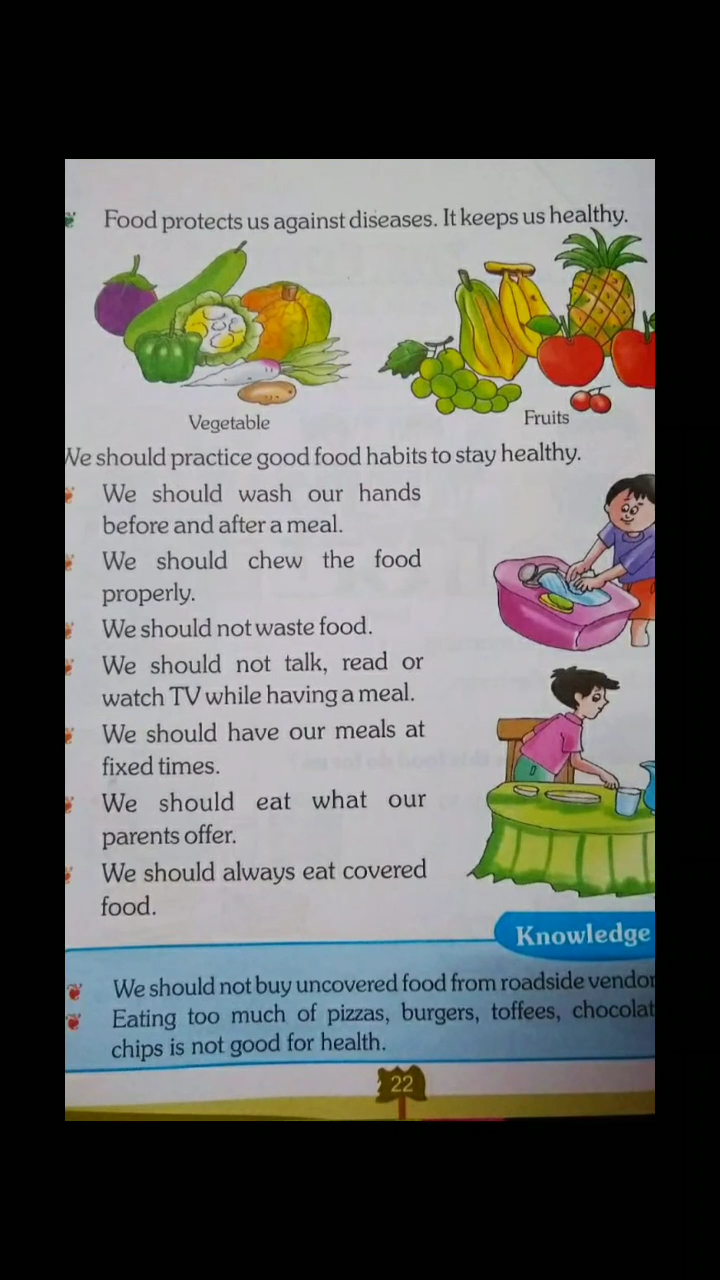 Food protects us against diseases. It keeps us healthy.
Vegetable
Fruits
We should practice good food habits to stay healthy.
We should wash our hands
before and after a meal.
We should chew the food
properly.
We should not waste food.
We should not talk, read or
watch TV while having a meal.
We should have our meals at
fixed times.
We should eat what our
parents offer.
We should always eat covered
food.
Knowledge
We should not buy uncovered food from roadside vendor
Eating too much of pizzas, burgers, toffees, chocolat
chips is not good for health.
22